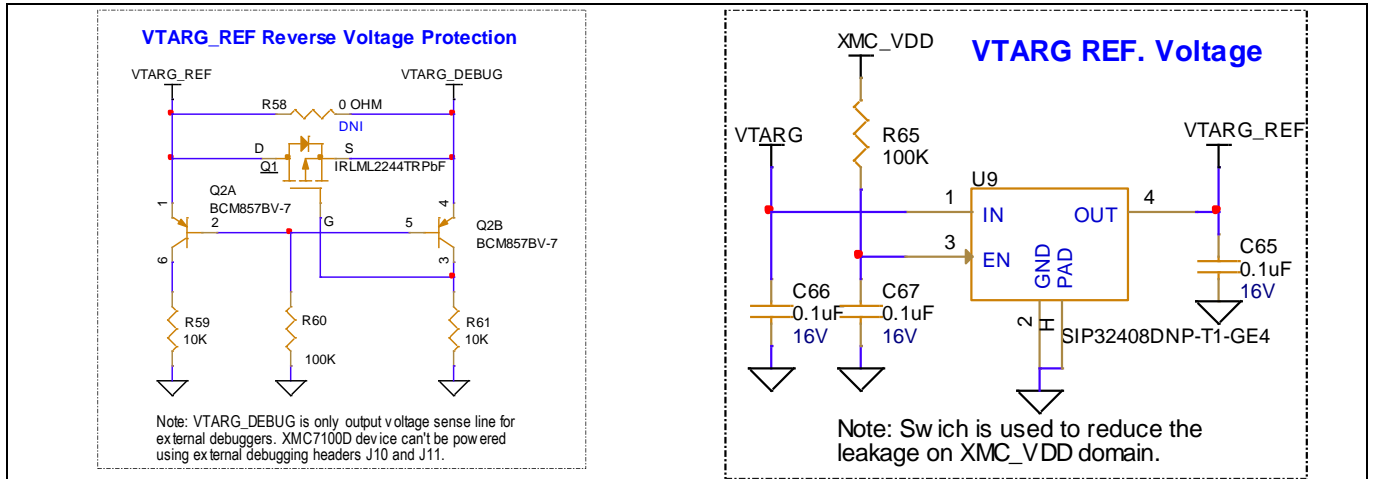 VTARG_REF Reverse Voltage Protection
VTARG_REF
VTARG_DEBUG
R58
0 OHM
DNI
D
S
Q1
IRLML2244TRPbF
Q2A
BCM857BV-7
1
2
G
5
4
Q2B
BCM857BV-7
6
3
R59
10K
R60
100K
R61
10K
Note: VTARG_DEBUG is only output voltage sense line for
external debuggers. XMC7100D device can't be powered
using external debugging headers J10 and J11.
VTARG REF. Voltage
XMC_VDD
VTARG
R65
100K
VTARG_REF
U9
1
IN
OUT
4
3
EN
GND
PAD
C66
0.1uF
16V
C67
0.1uF
16V
C65
0.1uF
16V
2
H
SIP32408DNP-T1-GE4
Note: Swich is used to reduce the
leakage on XMC_VDD domain.